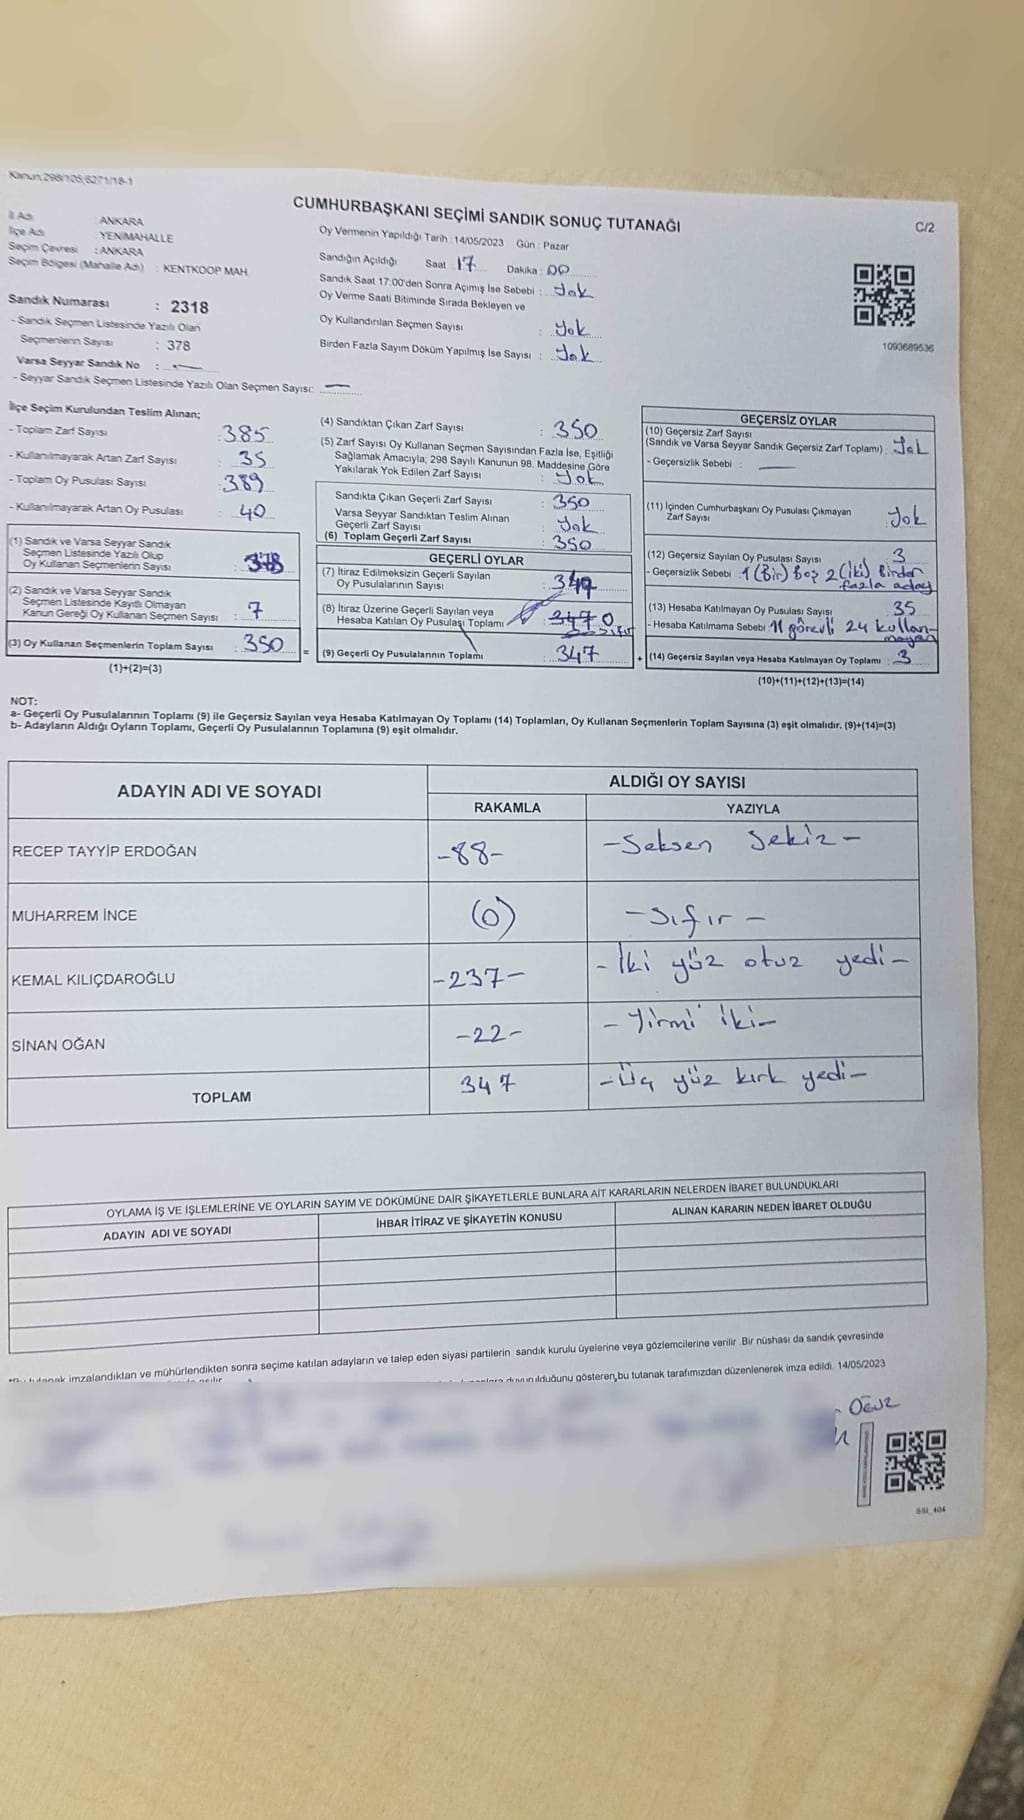 Kanun,298/105;6271/18-1
CUMHURBAŞKANI SEÇİMİ SANDIK SONUÇ TUTANAĞI
C/2
İl Adı : ANKARA
İlçe Adı : YENİMAHALLE
Seçim Çevresi : ANKARA
Seçim Bölgesi (Mahalle Adı) : KENTKOOP MAH.
Sandık Numarası : 2318
- Sandık Seçmen Listesinde Yazılı Olan
Seçmenlerin Sayısı : 378
Varsa Seyyar Sandık No : —
- Seyyar Sandık Seçmen Listesinde Yazılı Olan Seçmen Sayısı: —
Oy Vermenin Yapıldığı Tarih : 14/05/2023 Gün : Pazar
Sandığın Açıldığı Saat 17 Dakika : 00
Sandık Saat 17:00'den Sonra Açımış İse Sebebi : Yok
Oy Verme Saati Bitiminde Sırada Bekleyen ve
Oy Kullandırılan Seçmen Sayısı : Yok
Birden Fazla Sayım Döküm Yapılmış İse Sayısı : Yok
1093689536
İlçe Seçim Kurulundan Teslim Alınan;
- Toplam Zarf Sayısı : 385
- Kullanılmayarak Artan Zarf Sayısı : 35
- Toplam Oy Pusulası Sayısı : 389
- Kullanılmayarak Artan Oy Pusulası : 40
(1) Sandık ve Varsa Seyyar Sandık
Seçmen Listesinde Yazılı Olup
Oy Kullanan Seçmenlerin Sayısı :
(2) Sandık ve Varsa Seyyar Sandık
Seçmen Listesinde Kayıtlı Olmayan
Kanun Gereği Oy Kullanan Seçmen Sayısı : 7
(3) Oy Kullanan Seçmenlerin Toplam Sayısı : 350
(1)+(2)=(3)
=
(4) Sandıktan Çıkan Zarf Sayısı : 350
(5) Zarf Sayısı Oy Kullanan Seçmen Sayısından Fazla İse, Eşitliği
Sağlamak Amacıyla; 298 Sayılı Kanunun 98. Maddesine Göre
Yakılarak Yok Edilen Zarf Sayısı : Yok
Sandıkta Çıkan Geçerli Zarf Sayısı : 350
Varsa Seyyar Sandıktan Teslim Alınan
Geçerli Zarf Sayısı : Yok
(6) Toplam Geçerli Zarf Sayısı : 350
GEÇERLİ OYLAR
(7) İtiraz Edilmeksizin Geçerli Sayılan
Oy Pusulalarının Sayısı : 347
(8) İtiraz Üzerine Geçerli Sayılan veya
Hesaba Katılan Oy Pusulası Toplamı : 347 0
Sıfır
(9) Geçerli Oy Pusulalarının Toplamı : 347
+
GEÇERSİZ OYLAR
(10) Geçersiz Zarf Sayısı
(Sandık ve Varsa Seyyar Sandık Geçersiz Zarf Toplamı) : Yok
- Geçersizlik Sebebi : —
(11) İçinden Cumhurbaşkanı Oy Pusulası Çıkmayan
Zarf Sayısı : Yok
(12) Geçersiz Sayılan Oy Pusulası Sayısı : 3
- Geçersizlik Sebebi : 1 (Bir) Boş 2 (İki) Birden
fazla aday
(13) Hesaba Katılmayan Oy Pusulası Sayısı : 35
- Hesaba Katılmama Sebebi : 11 görevli 24 kullan-
mayan
(14) Geçersiz Sayılan veya Hesaba Katılmayan Oy Toplamı : 3
(10)+(11)+(12)+(13)=(14)
NOT:
a- Geçerli Oy Pusulalarının Toplamı (9) ile Geçersiz Sayılan veya Hesaba Katılmayan Oy Toplamı (14) Toplamları, Oy Kullanan Seçmenlerin Toplam Sayısına (3) eşit olmalıdır. (9)+(14)=(3)
b- Adayların Aldığı Oyların Toplamı, Geçerli Oy Pusulalarının Toplamına (9) eşit olmalıdır.
ADAYIN ADI VE SOYADI
ALDIĞI OY SAYISI
RAKAMLA YAZIYLA
RECEP TAYYİP ERDOĞAN -88- -Seksen Sekiz-
MUHARREM İNCE (0) -Sıfır-
KEMAL KILIÇDAROĞLU -237- -İki yüz otuz yedi-
SİNAN OĞAN -22- -Yirmi iki-
TOPLAM 347 -Üç yüz kırk yedi-
OYLAMA İŞ VE İŞLEMLERİNE VE OYLARIN SAYIM VE DÖKÜMÜNE DAİR ŞİKAYETLERLE BUNLARA AİT KARARLARIN NELERDEN İBARET BULUNDUKLARI
ADAYIN ADI VE SOYADI İHBAR İTİRAZ VE ŞİKAYETİN KONUSU ALINAN KARARIN NEDEN İBARET OLDUĞU
*Bu tutanak imzalandıktan ve mühürlendikten sonra seçime katılan adayların ve talep eden siyasi partilerin sandık kurulu üyelerine veya gözlemcilerine verilir .Bir nüshası da sandık çevresinde
duyurulduğunu gösteren,bu tutanak tarafımızdan düzenlenerek imza edildi. 14/05/2023
OĞUZ